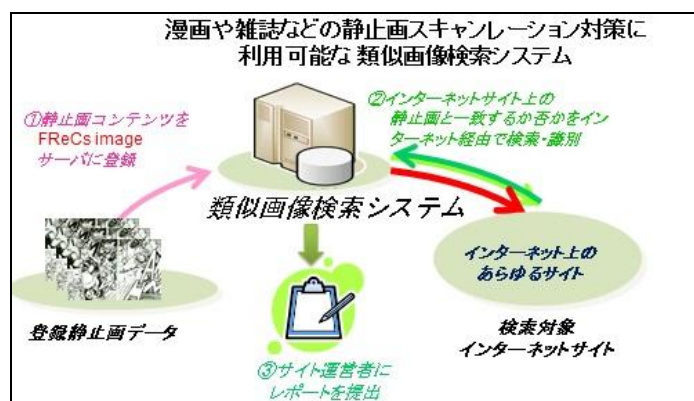 漫画や雑誌などの静止画スキャンレーション対策に
利用可能な類似画像検索システム
①静止画コンテンツを
FReCs image
サーバに登録
②インターネットサイト上の
静止画と一致するか否かをイン
ターネット経由で検索・識別
類似画像検索システム
インターネット上の
あらゆるサイト
登録静止画データ
検索対象
インターネットサイト
③サイト運営者に
レポートを提出